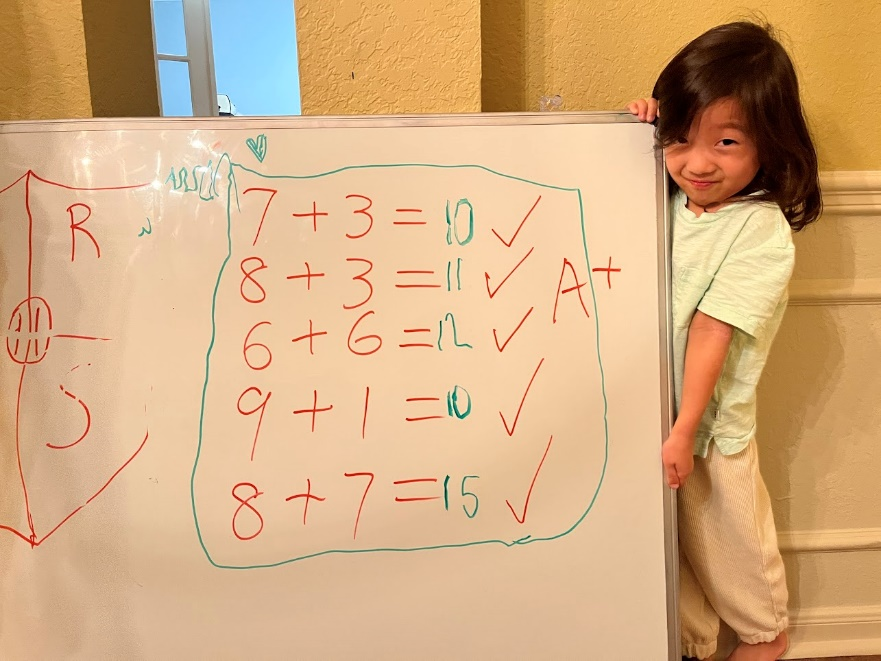 R
7 + 3 = 10 ✓
8 + 3 = 11 ✓
6 + 6 = 12 ✓
9 + 1 = 10 ✓
8 + 7 = 15 ✓
A+